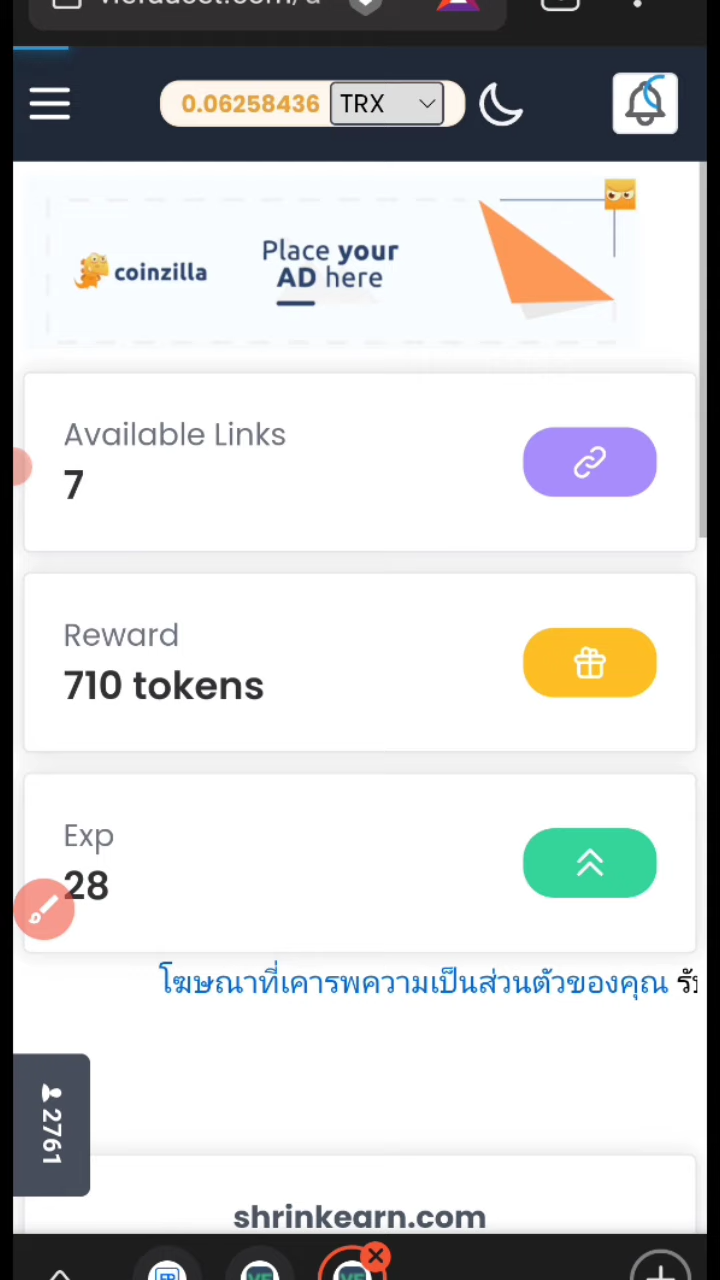 0.06258436 TRX
coinzilla
Place your
AD here
Available Links
7
Reward
710 tokens
Exp
28
โฆษณาที่เคารพความเป็นส่วนตัวของคุณ
2761
shrinkearn.com